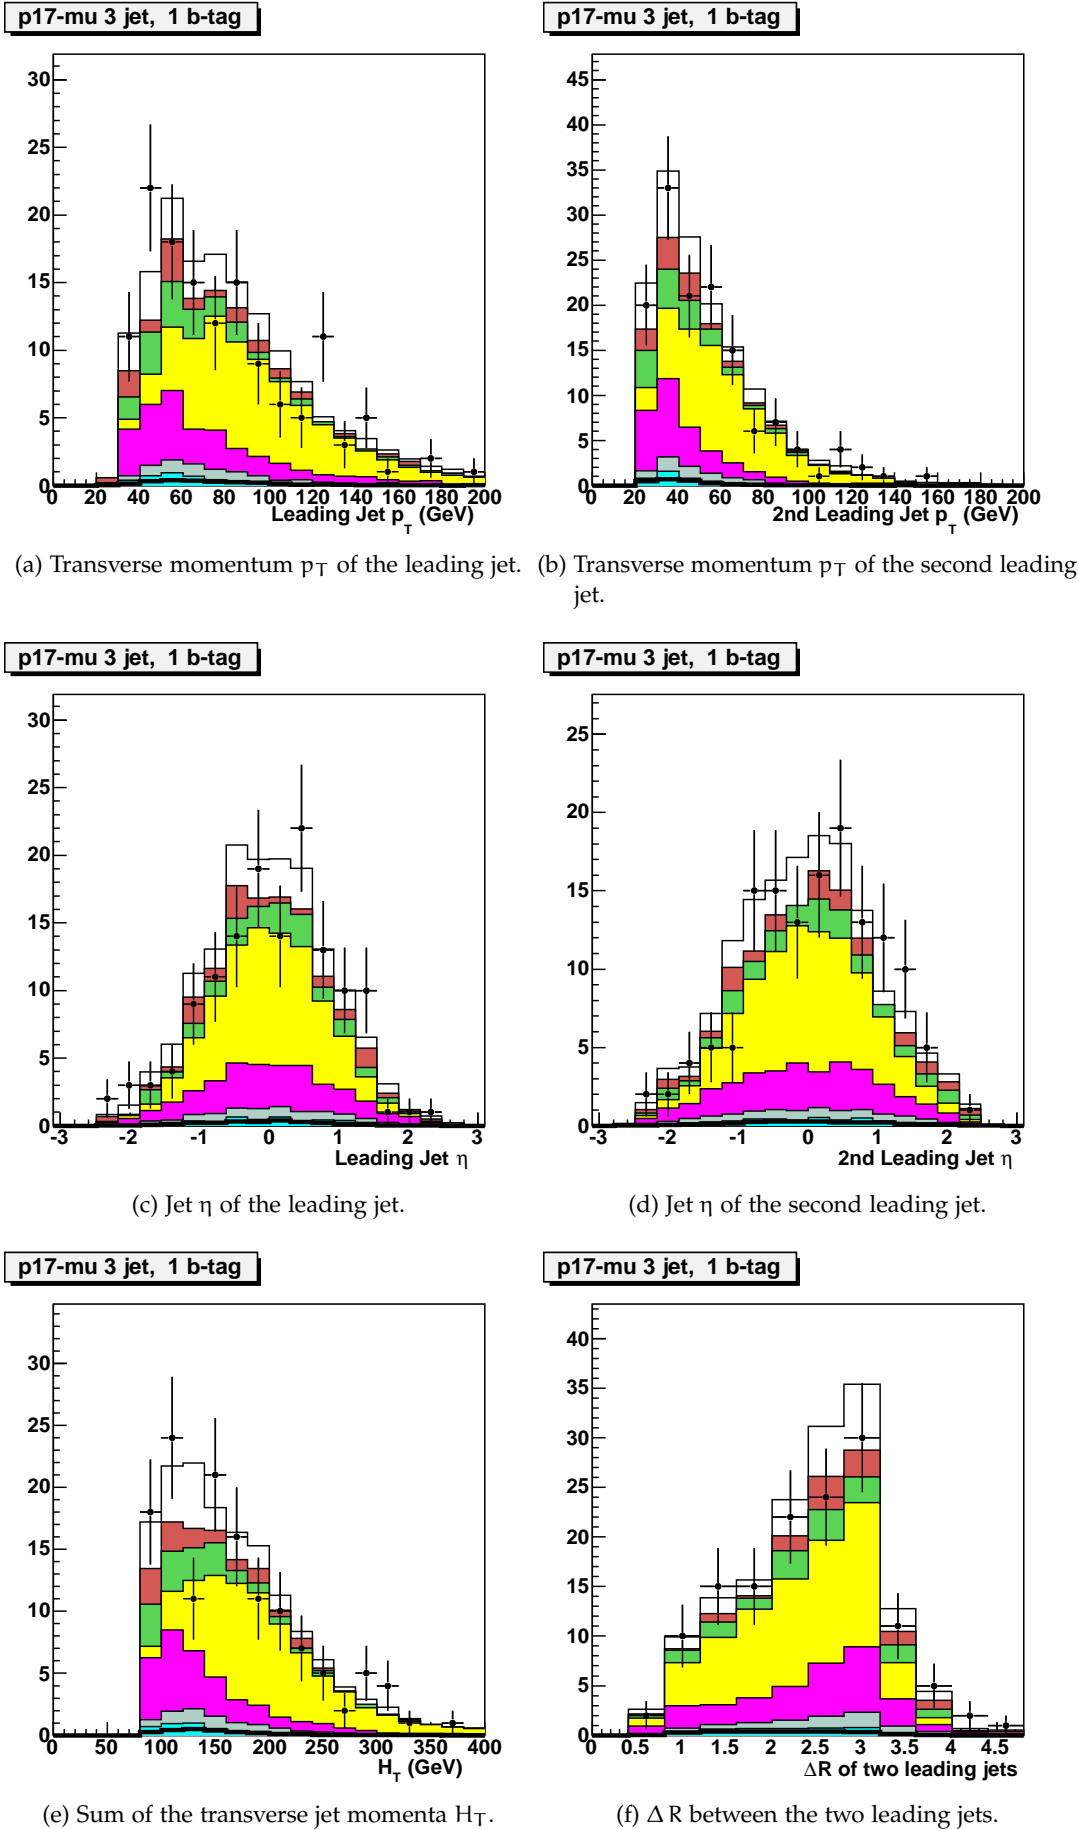 p17-mu 3 jet, 1 b-tag
p17-mu 3 jet, 1 b-tag
30
25
20
15
10
5
0
0 20 40 60 80 100 120 140 160 180 200
Leading Jet pT (GeV)
45
40
35
30
25
20
15
10
5
0
0 20 40 60 80 100 120 140 160 180 200
2nd Leading Jet pT (GeV)
(a) Transverse momentum pT of the leading jet.
(b) Transverse momentum pT of the second leading
jet.
p17-mu 3 jet, 1 b-tag
p17-mu 3 jet, 1 b-tag
30
25
20
15
10
5
0
-3 -2 -1 0 1 2 3
Leading Jet η
25
20
15
10
5
0
-3 -2 -1 0 1 2 3
2nd Leading Jet η
(c) Jet η of the leading jet.
(d) Jet η of the second leading jet.
p17-mu 3 jet, 1 b-tag
p17-mu 3 jet, 1 b-tag
30
25
20
15
10
5
0
0 50 100 150 200 250 300 350 400
HT (GeV)
40
35
30
25
20
15
10
5
0
0 0.5 1 1.5 2 2.5 3 3.5 4 4.5
ΔR of two leading jets
(e) Sum of the transverse jet momenta HT.
(f) ΔR between the two leading jets.